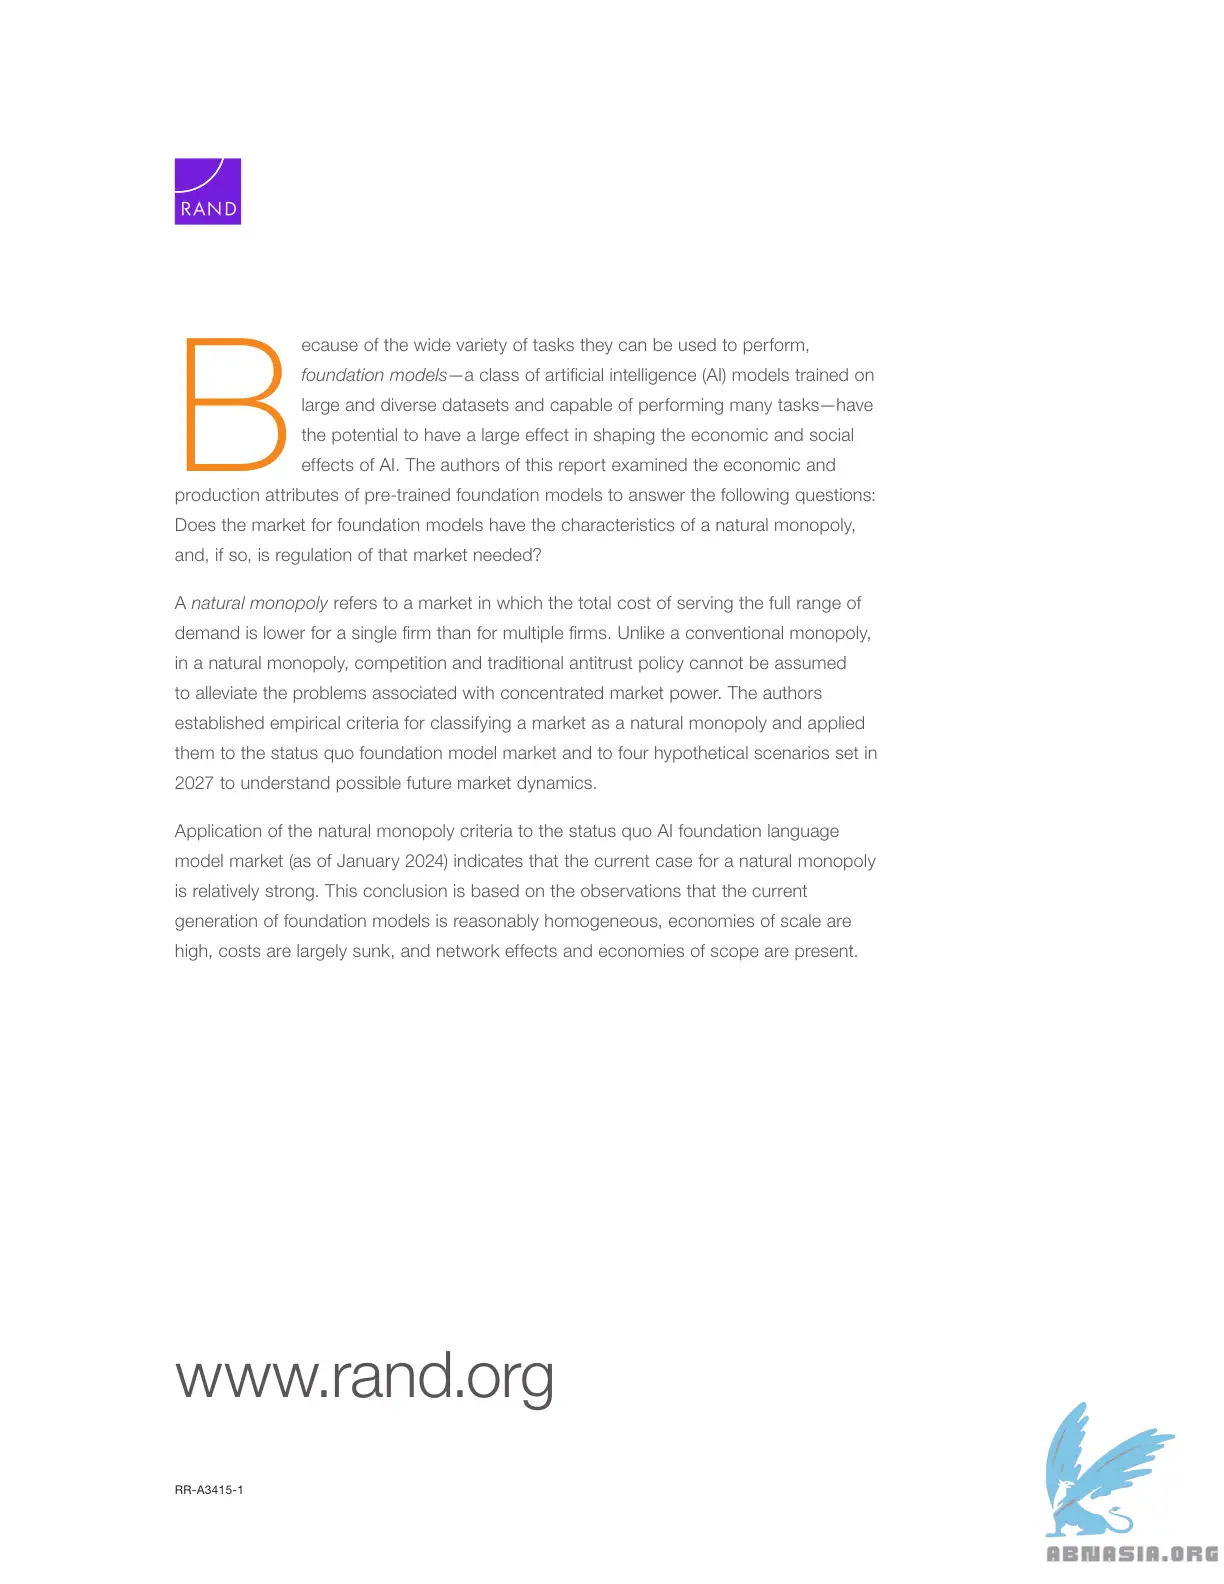 RAND
Because of the wide variety of tasks they can be used to perform,
foundation models—a class of artificial intelligence (AI) models trained on
large and diverse datasets and capable of performing many tasks—have
the potential to have a large effect in shaping the economic and social
effects of AI. The authors of this report examined the economic and
production attributes of pre-trained foundation models to answer the following questions:
Does the market for foundation models have the characteristics of a natural monopoly,
and, if so, is regulation of that market needed?
A natural monopoly refers to a market in which the total cost of serving the full range of
demand is lower for a single firm than for multiple firms. Unlike a conventional monopoly,
in a natural monopoly, competition and traditional antitrust policy cannot be assumed
to alleviate the problems associated with concentrated market power. The authors
established empirical criteria for classifying a market as a natural monopoly and applied
them to the status quo foundation model market and to four hypothetical scenarios set in
2027 to understand possible future market dynamics.
Application of the natural monopoly criteria to the status quo AI foundation language
model market (as of January 2024) indicates that the current case for a natural monopoly
is relatively strong. This conclusion is based on the observations that the current
generation of foundation models is reasonably homogeneous, economies of scale are
high, costs are largely sunk, and network effects and economies of scope are present.
www.rand.org
RR-A3415-1
ABNASIA.ORG